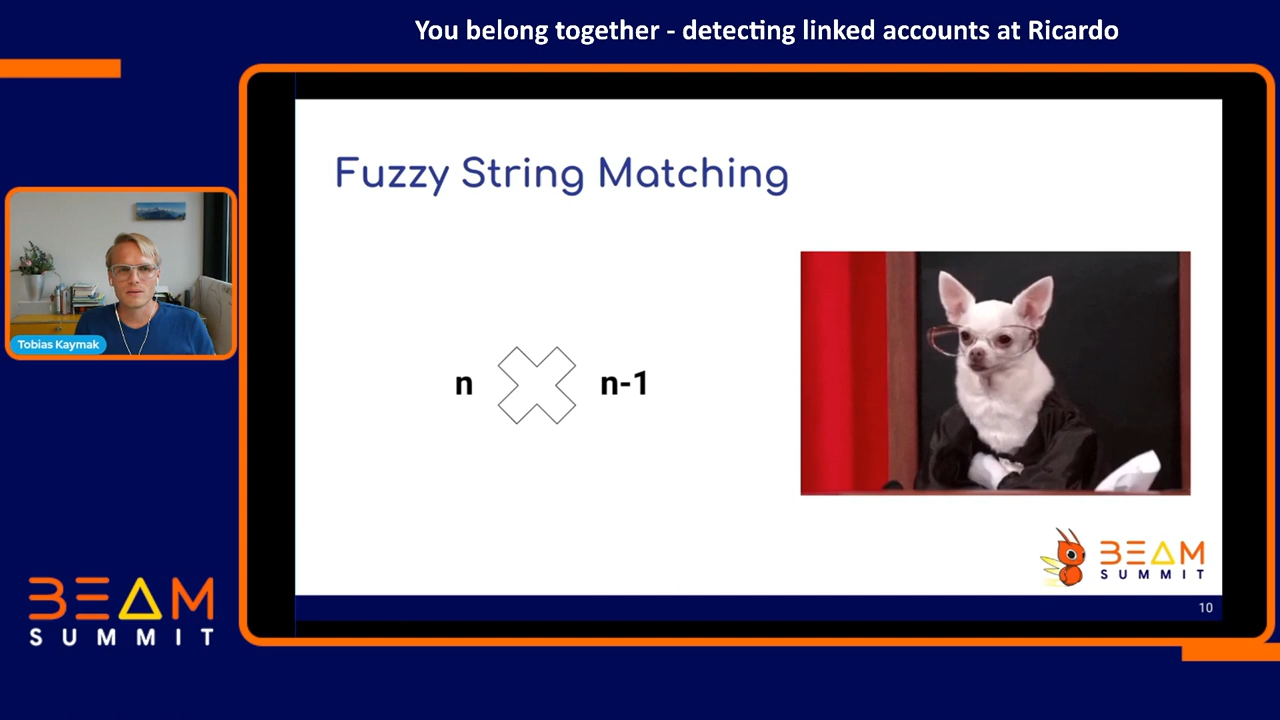 You belong together - detecting linked accounts at Ricardo
Fuzzy String Matching
Tobias Kaymak
n n-1
BEAM
SUMMIT
10
BEAM
SUMMIT